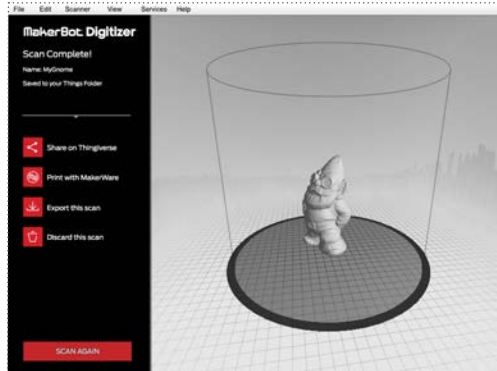 File Edit Scanner View Services Help
MakerBot. Digitizer
Scan Complete!
Name: MyGnome
Saved to your Things Folder
Share on Thingiverse
Print with MakerWare
Export this scan
Discard this scan
SCAN AGAIN